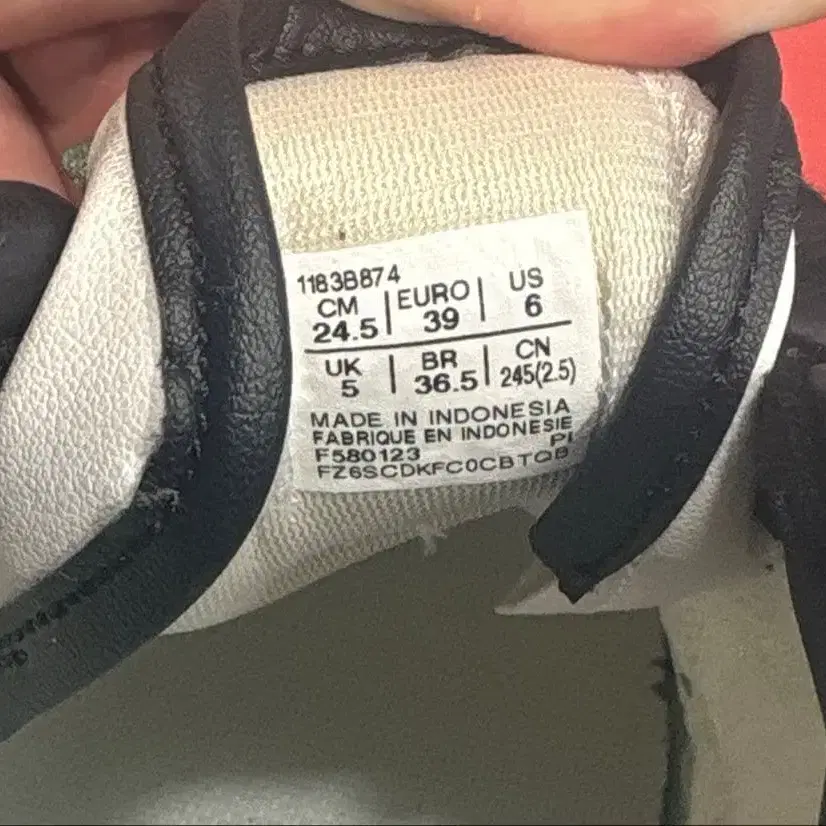 1183B874
CM | EURO | US
24.5 | 39 | 6
UK | BR | CN
5 | 36.5 | 245(2.5)
MADE IN INDONESIA
FABRIQUE EN INDONESIE
F580123 PI
FZ6SCDKFC0CBTQB